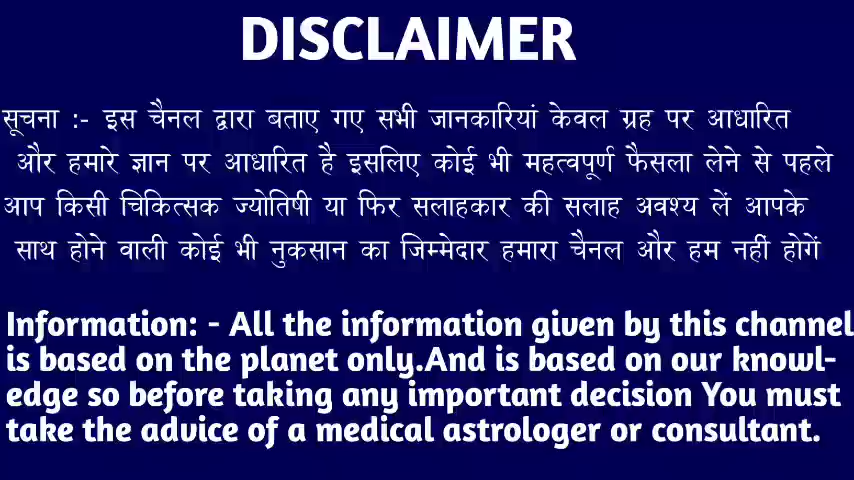 DISCLAIMER
सूचना :- इस चैनल द्वारा बताए गए सभी जानकारियां केवल ग्रह पर आधारित
और हमारे ज्ञान पर आधारित है इसलिए कोई भी महत्वपूर्ण फैसला लेने से पहले
आप किसी चिकित्सक ज्योतिषी या फिर सलाहकार की सलाह अवश्य लें आपके
साथ होने वाली कोई भी नुकसान का जिम्मेदार हमारा चैनल और हम नहीं होगें
Information: - All the information given by this channel
is based on the planet only.And is based on our knowl-
edge so before taking any important decision You must
take the advice of a medical astrologer or consultant.